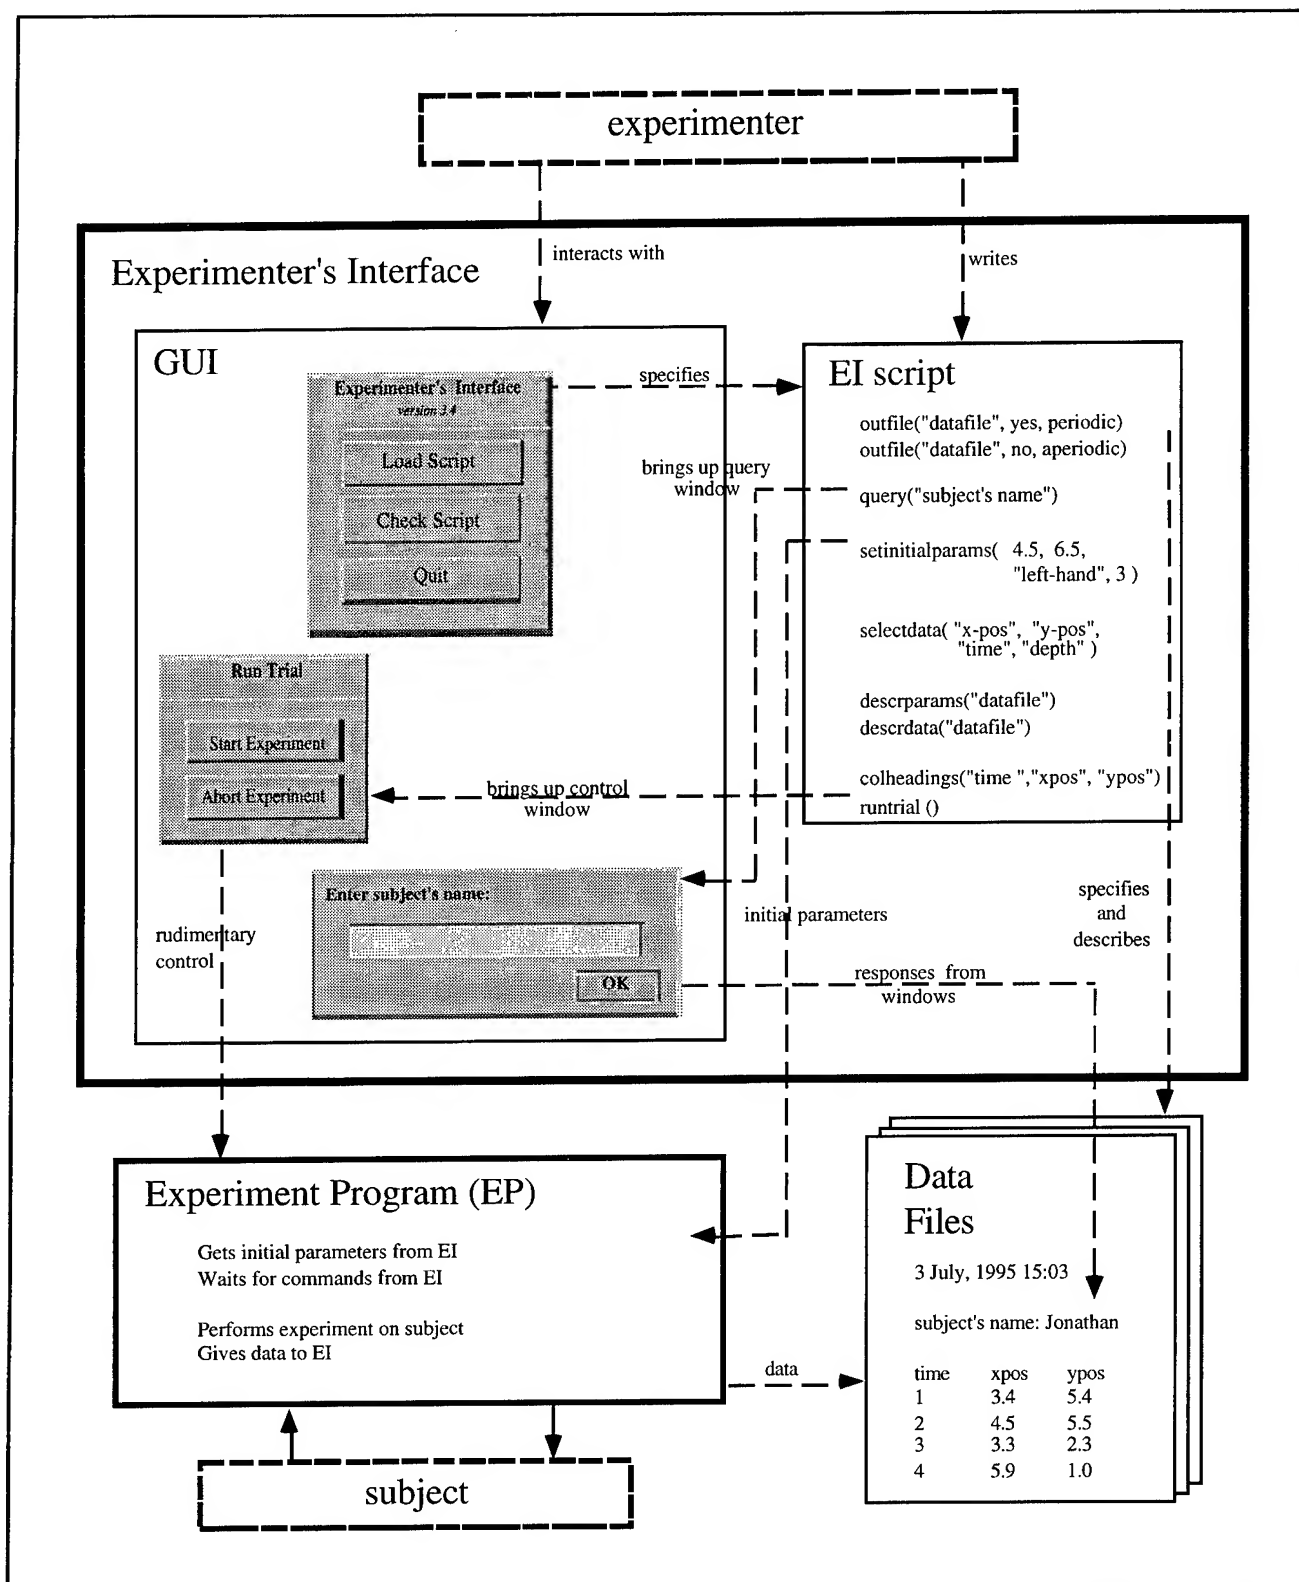 experimenter
interacts with
writes
Experimenter's Interface
GUI
Experimenter's Interface
version 3.4
Load Script
Check Script
Quit
specifies
EI script
outfile("datafile", yes, periodic)
outfile("datafile", no, aperiodic)
brings up query
window
query("subject's name")
setinitialparams( 4.5, 6.5,
"left-hand", 3 )
selectdata( "x-pos", "y-pos",
"time", "depth" )
descrparams("datafile")
descrdata("datafile")
colheadings("time ","xpos", "ypos")
runtrial ()
Run Trial
Start Experiment
Abort Experiment
brings up control
window
Enter subject's name:
OK
rudimentary
control
initial parameters
specifies
and
describes
responses from
windows
Experiment Program (EP)
Gets initial parameters from EI
Waits for commands from EI
Performs experiment on subject
Gives data to EI
data
Data
Files
3 July, 1995 15:03
subject's name: Jonathan
time xpos ypos
1 3.4 5.4
2 4.5 5.5
3 3.3 2.3
4 5.9 1.0
subject